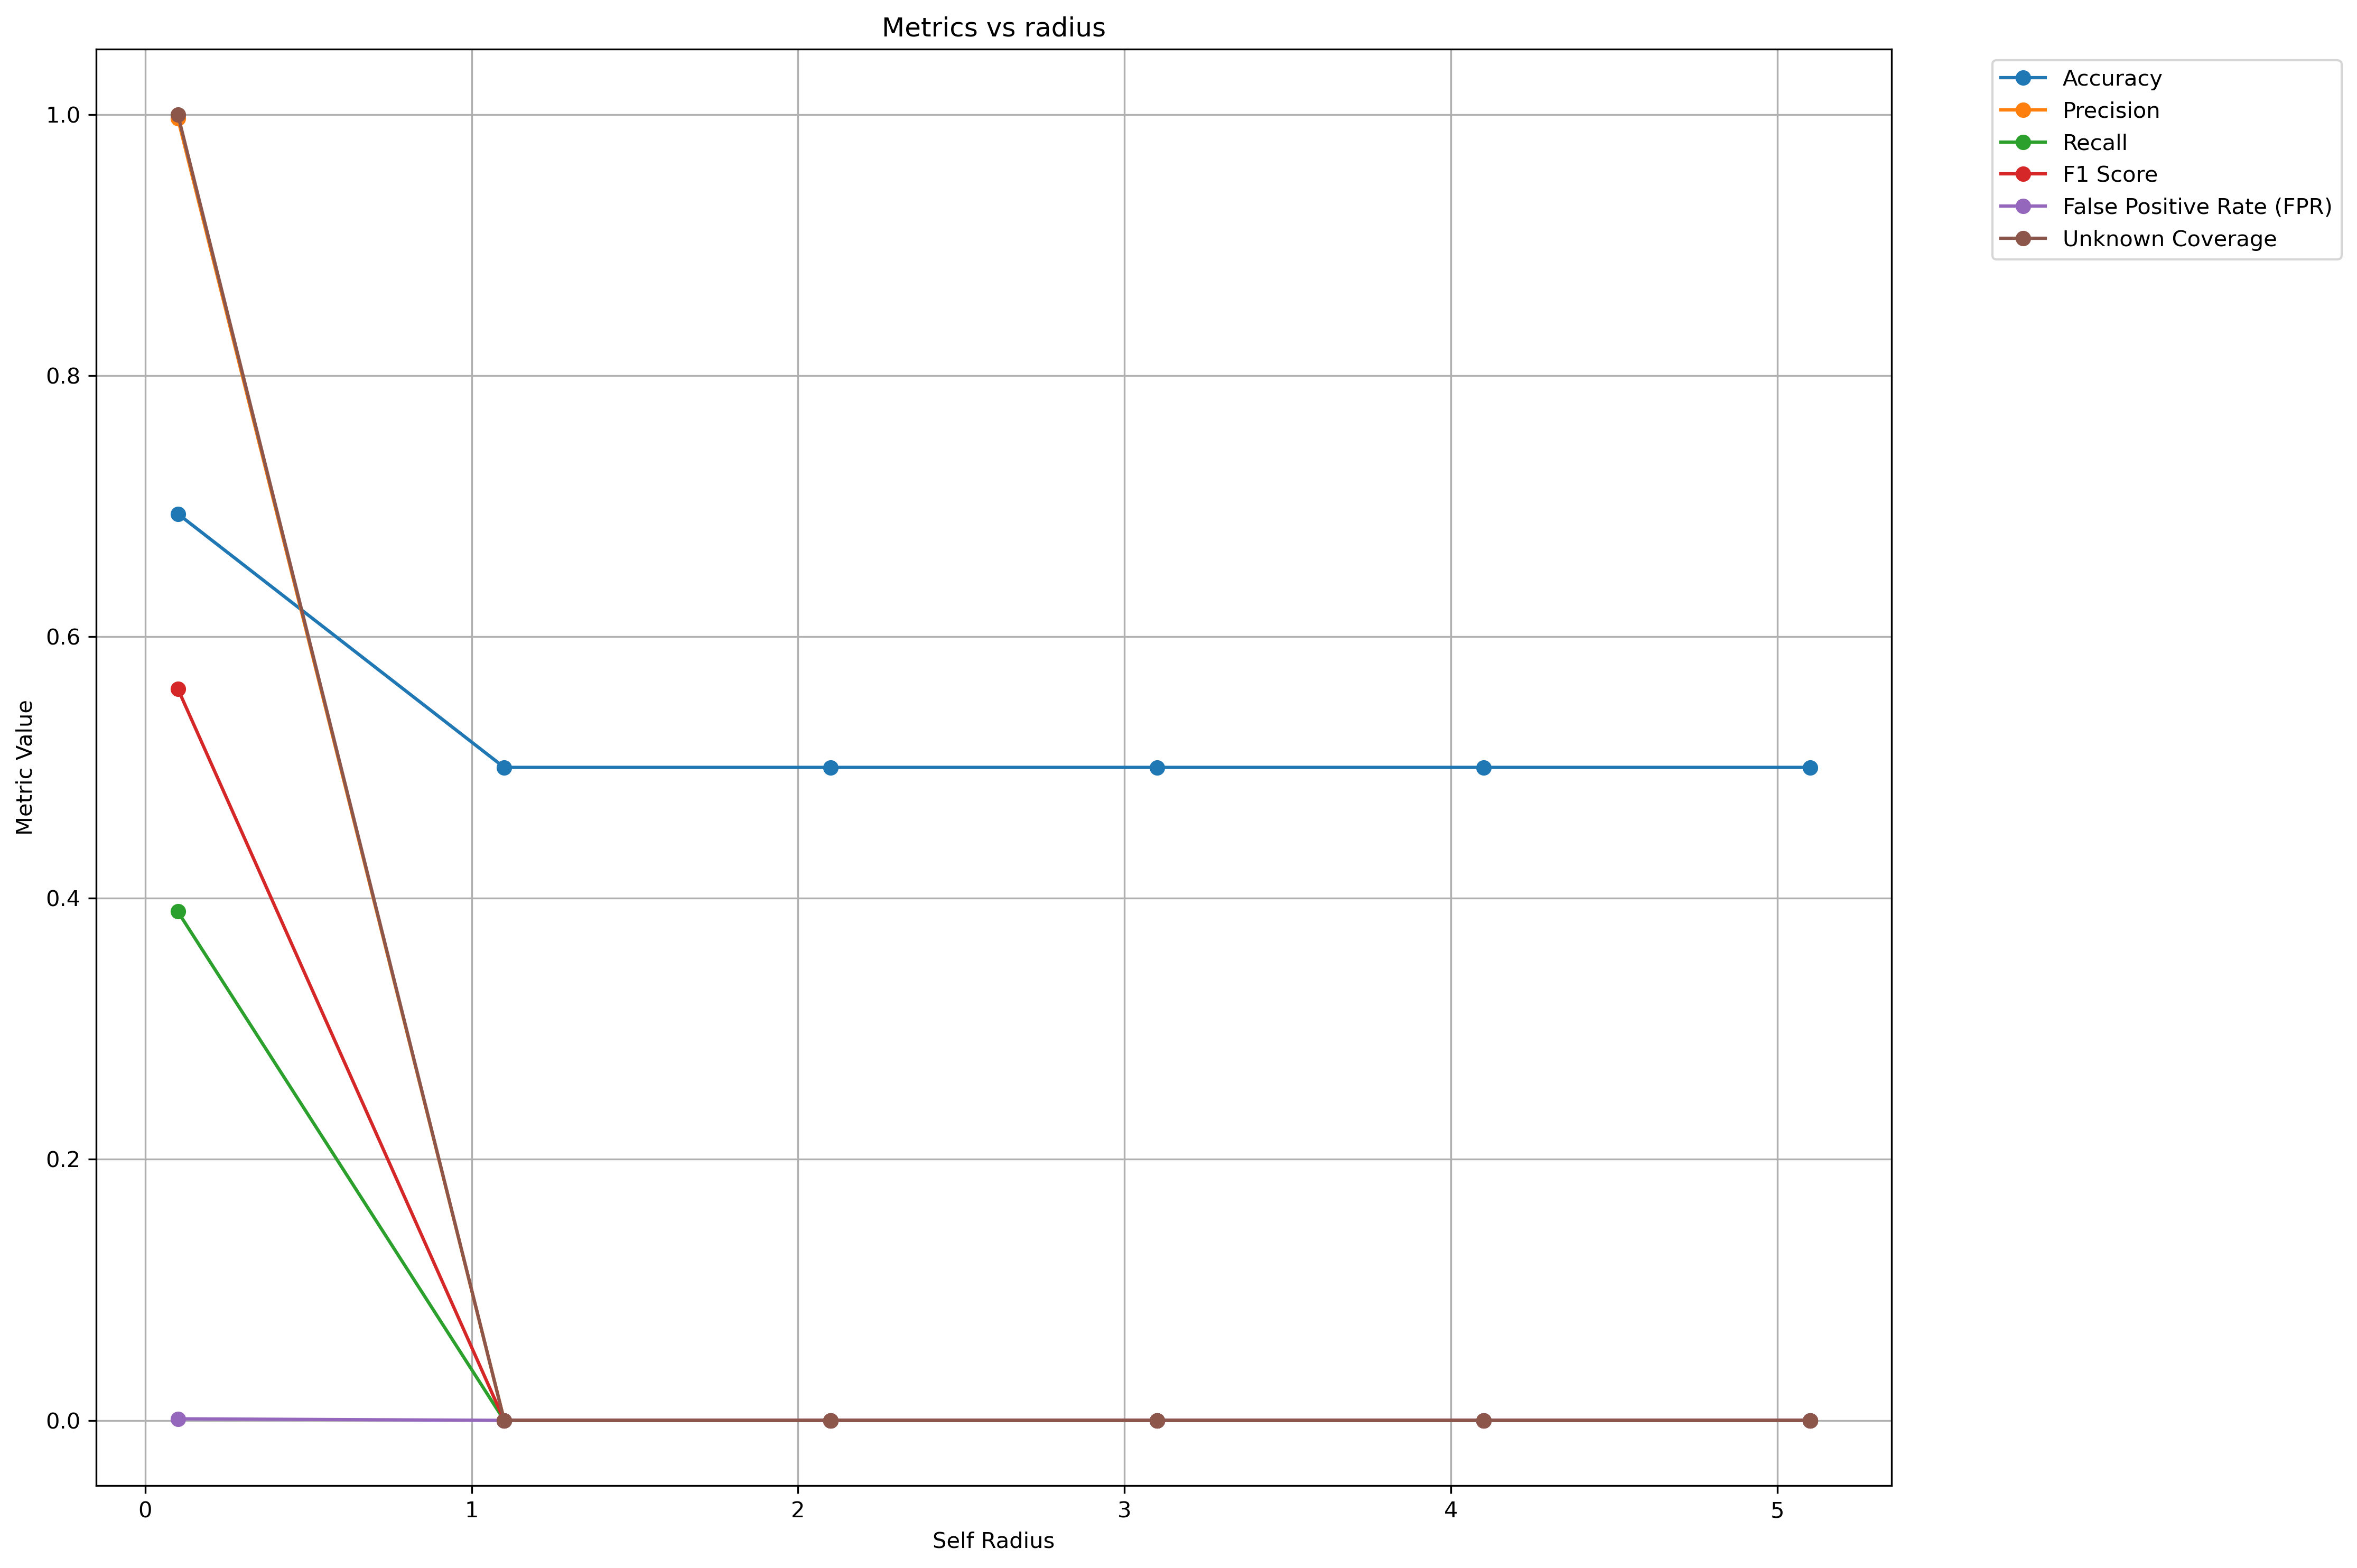 Metrics vs radius
Accuracy
Precision
Recall
F1 Score
False Positive Rate (FPR)
Unknown Coverage
1.0
0.8
0.6
0.4
0.2
0.0
Metric Value
0 1 2 3 4 5
Self Radius